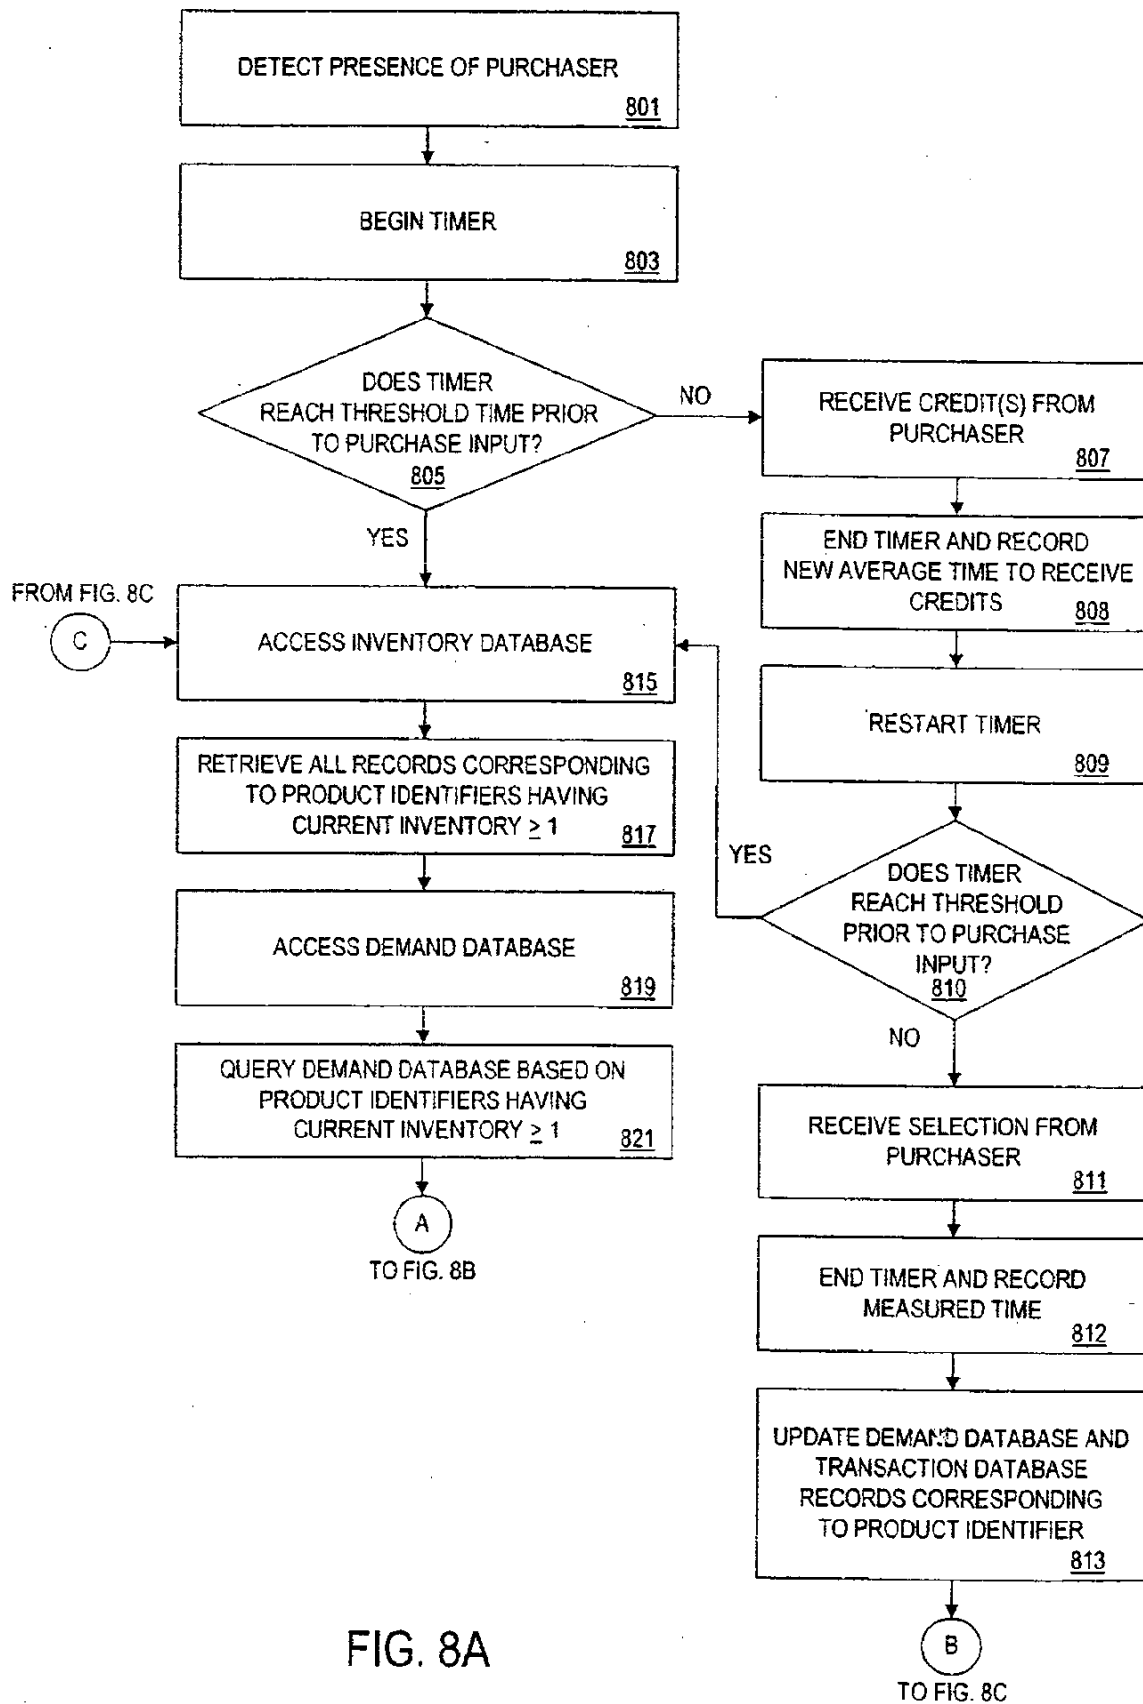 DETECT PRESENCE OF PURCHASER
801
BEGIN TIMER
803
DOES TIMER
REACH THRESHOLD TIME PRIOR
TO PURCHASE INPUT?
805
NO
YES
RECEIVE CREDIT(S) FROM
PURCHASER
807
END TIMER AND RECORD
NEW AVERAGE TIME TO RECEIVE
CREDITS
808
RESTART TIMER
809
DOES TIMER
REACH THRESHOLD
PRIOR TO PURCHASE
INPUT?
810
YES
NO
FROM FIG. 8C
C
ACCESS INVENTORY DATABASE
815
RETRIEVE ALL RECORDS CORRESPONDING
TO PRODUCT IDENTIFIERS HAVING
CURRENT INVENTORY ≥ 1
817
ACCESS DEMAND DATABASE
819
QUERY DEMAND DATABASE BASED ON
PRODUCT IDENTIFIERS HAVING
CURRENT INVENTORY ≥ 1
821
A
TO FIG. 8B
RECEIVE SELECTION FROM
PURCHASER
811
END TIMER AND RECORD
MEASURED TIME
812
UPDATE DEMAND DATABASE AND
TRANSACTION DATABASE
RECORDS CORRESPONDING
TO PRODUCT IDENTIFIER
813
B
TO FIG. 8C
FIG. 8A